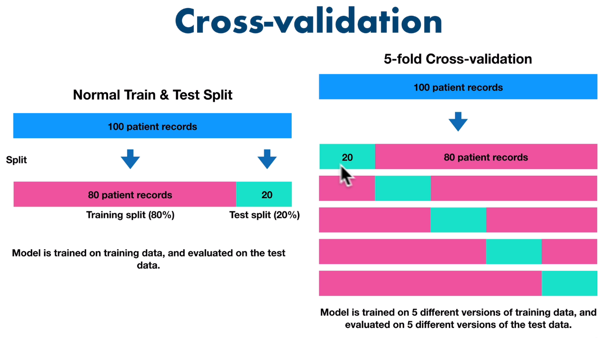 Cross-validation
Normal Train & Test Split
100 patient records
Split
80 patient records
20
Training split (80%)
Test split (20%)
Model is trained on training data, and evaluated on the test
data.
5-fold Cross-validation
100 patient records
20
80 patient records
Model is trained on 5 different versions of training data, and
evaluated on 5 different versions of the test data.